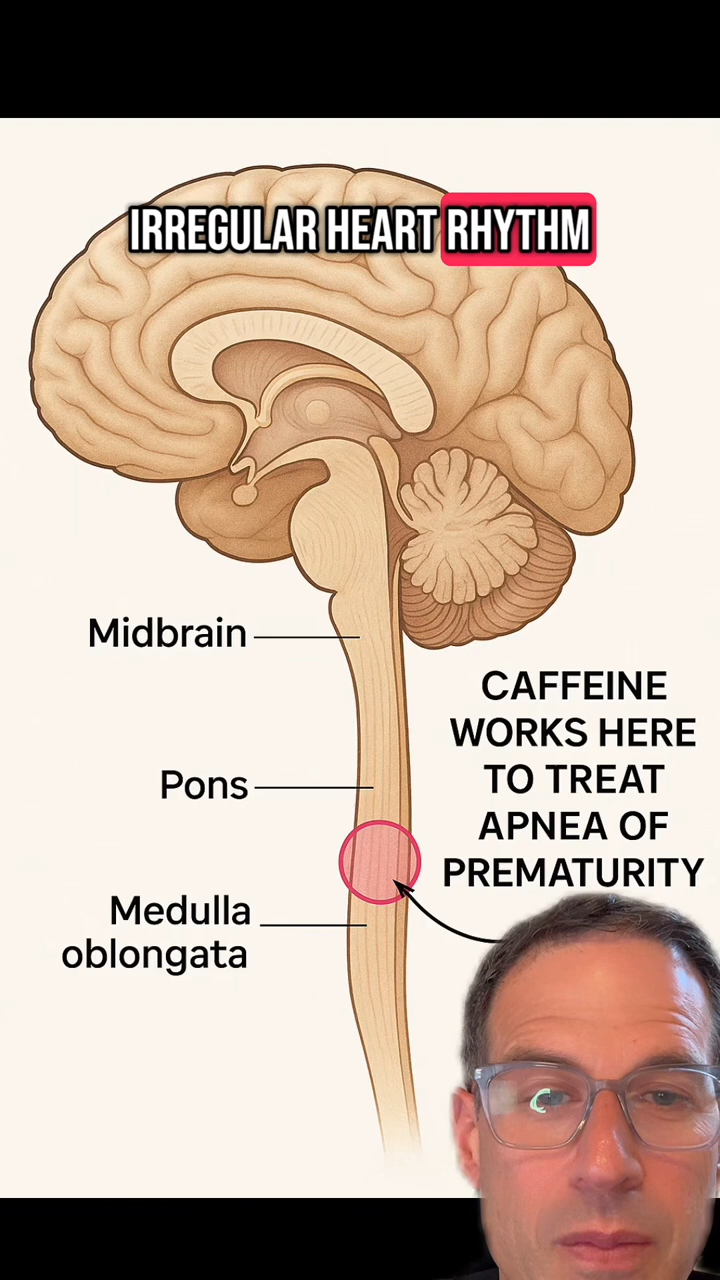 IRREGULAR HEART RHYTHM
Midbrain
CAFFEINE
WORKS HERE
TO TREAT
APNEA OF
PREMATURITY
Pons
Medulla
oblongata